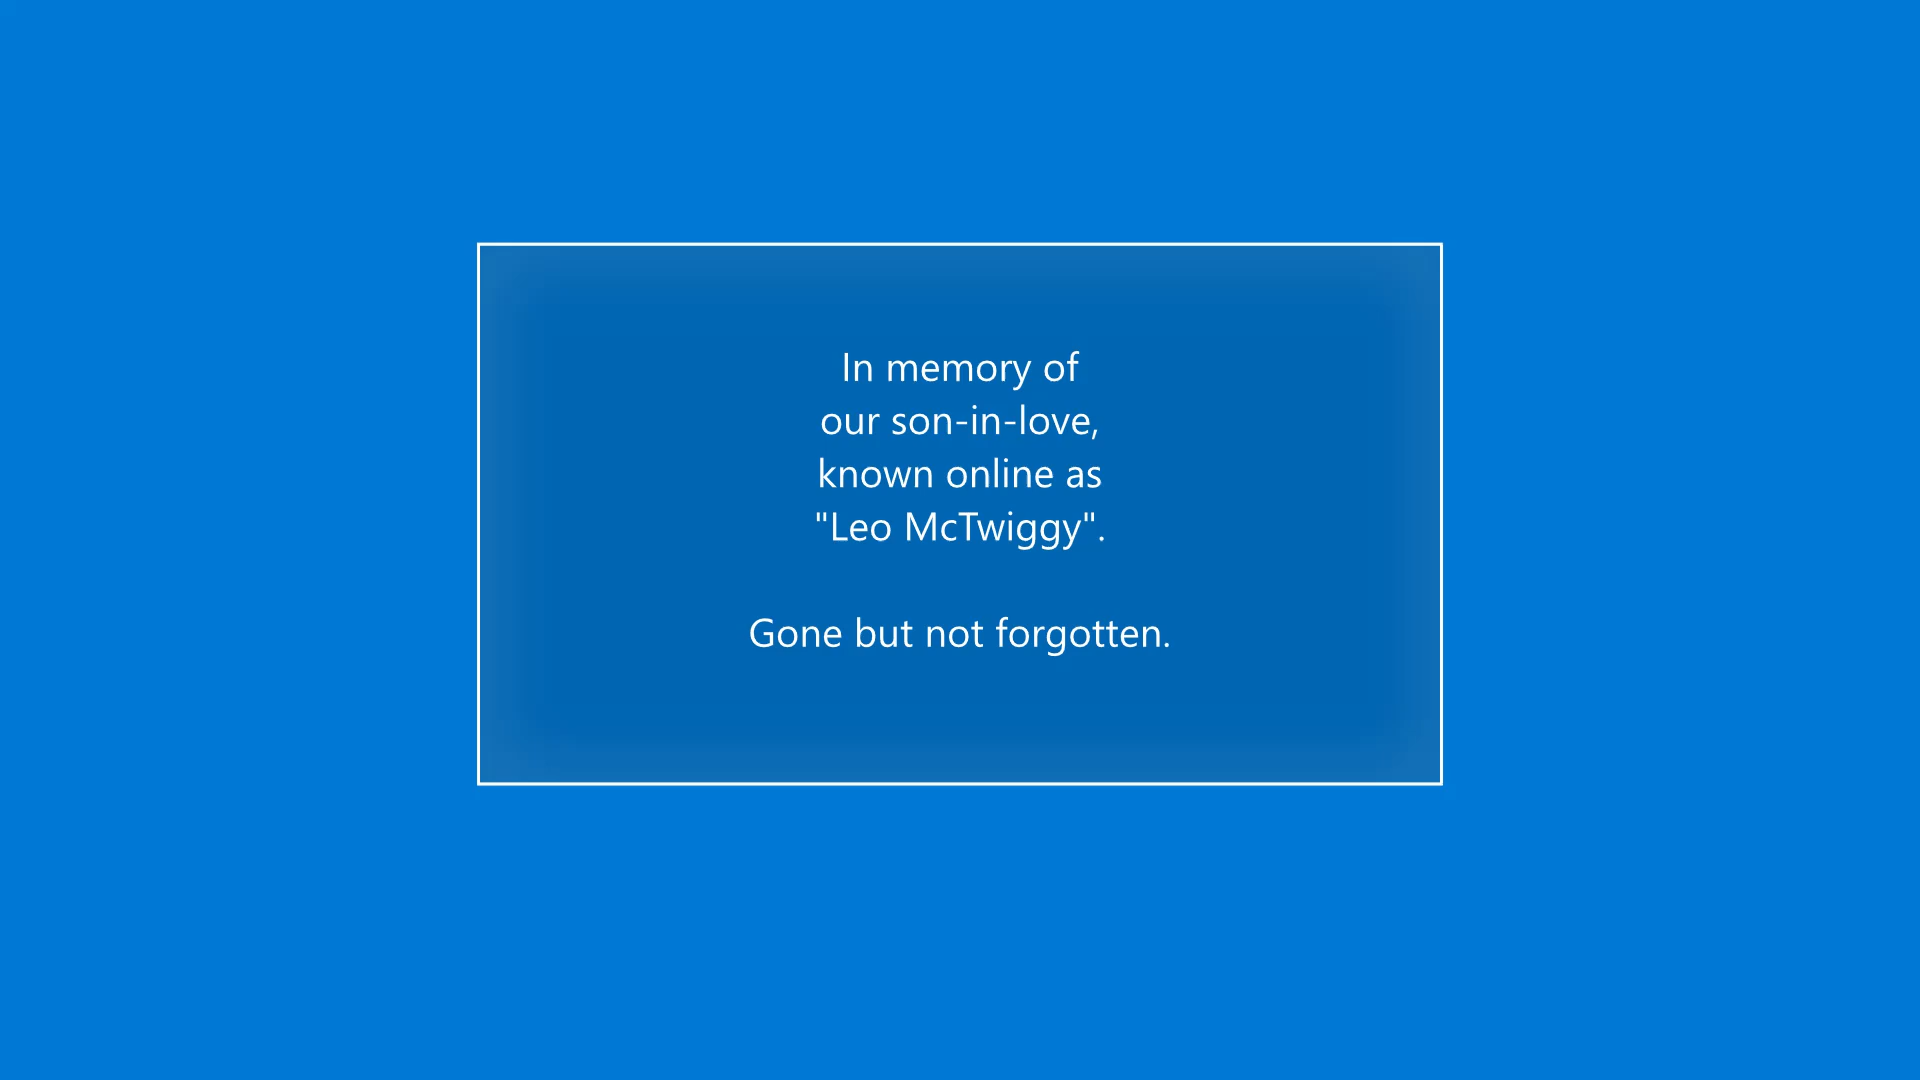 In memory of
our son-in-love,
known online as
"Leo McTwiggy".
Gone but not forgotten.